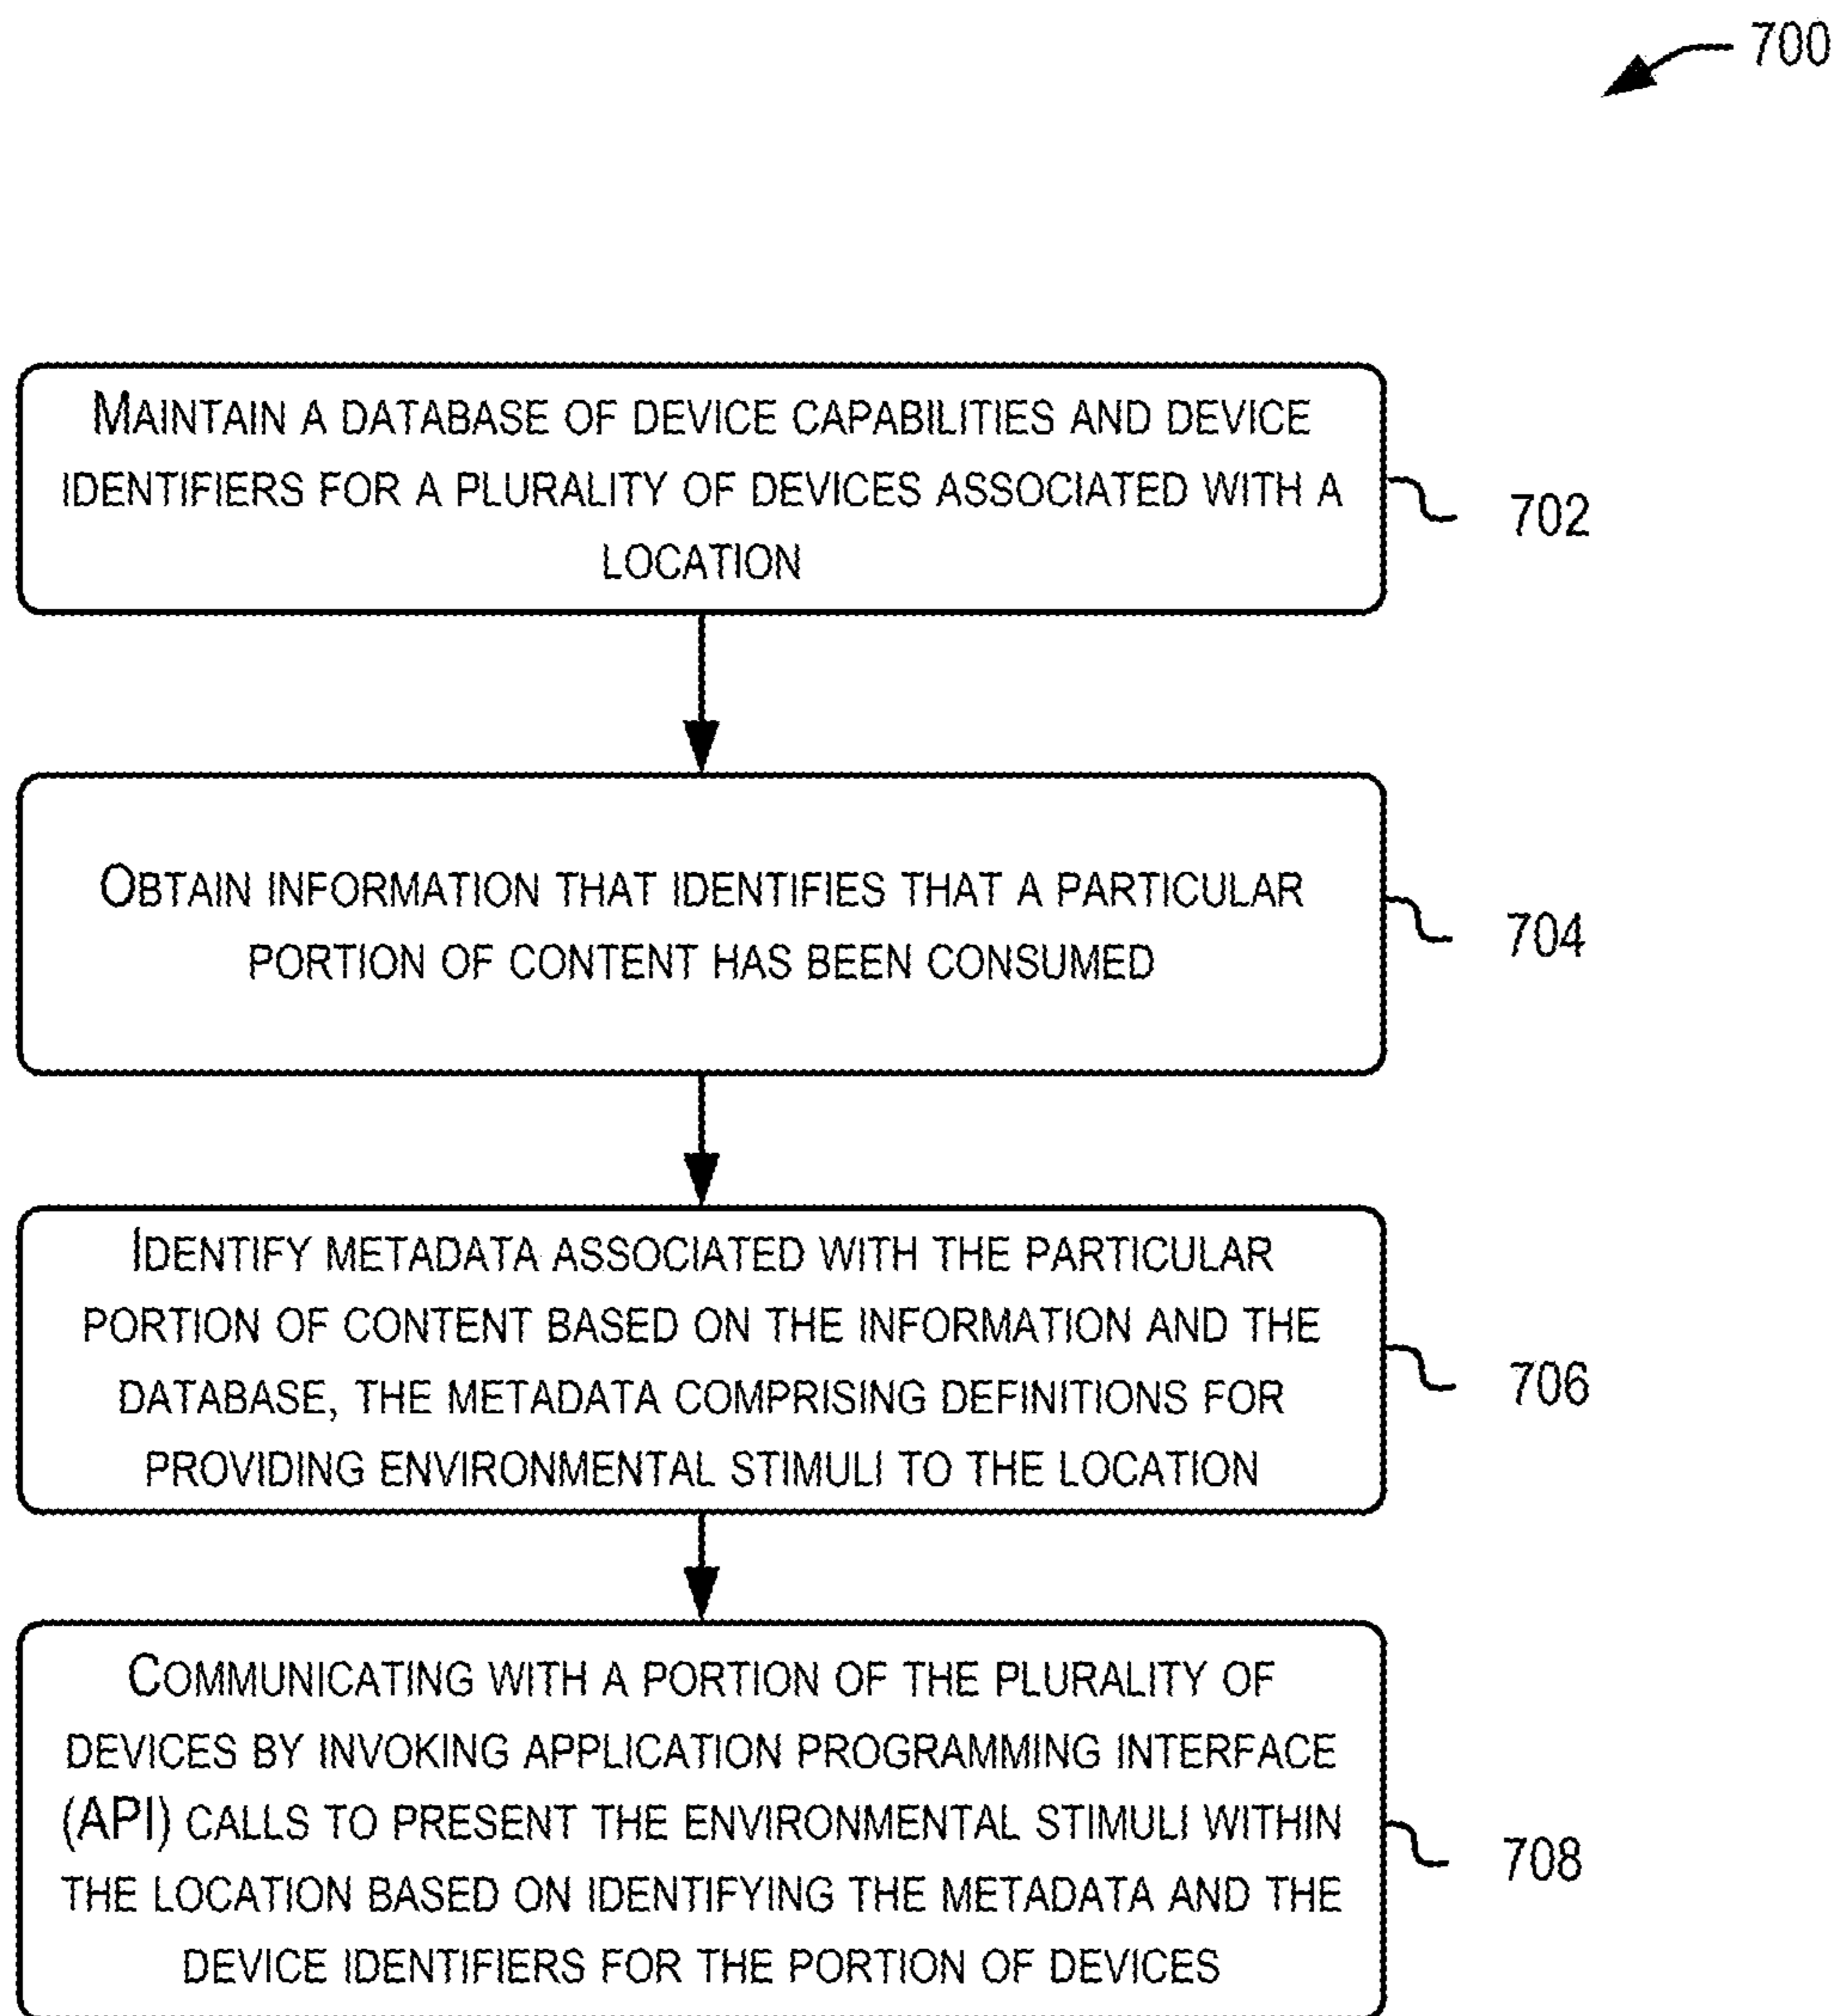 700
MAINTAIN A DATABASE OF DEVICE CAPABILITIES AND DEVICE
IDENTIFIERS FOR A PLURALITY OF DEVICES ASSOCIATED WITH A
LOCATION
702
OBTAIN INFORMATION THAT IDENTIFIES THAT A PARTICULAR
PORTION OF CONTENT HAS BEEN CONSUMED
704
IDENTIFY METADATA ASSOCIATED WITH THE PARTICULAR
PORTION OF CONTENT BASED ON THE INFORMATION AND THE
DATABASE, THE METADATA COMPRISING DEFINITIONS FOR
PROVIDING ENVIRONMENTAL STIMULI TO THE LOCATION
706
COMMUNICATING WITH A PORTION OF THE PLURALITY OF
DEVICES BY INVOKING APPLICATION PROGRAMMING INTERFACE
(API) CALLS TO PRESENT THE ENVIRONMENTAL STIMULI WITHIN
THE LOCATION BASED ON IDENTIFYING THE METADATA AND THE
DEVICE IDENTIFIERS FOR THE PORTION OF DEVICES
708